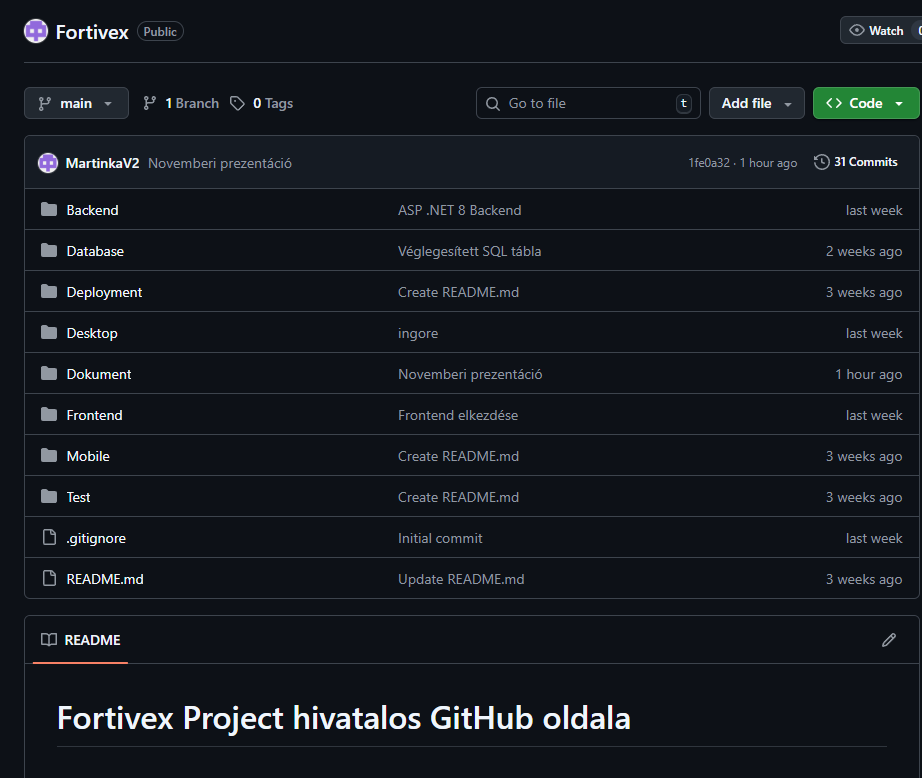 Fortivex Public
Watch
main 1 Branch 0 Tags Go to file t Add file Code
MartinkaV2 Novemberi prezentáció 1fe0a32 · 1 hour ago 31 Commits
Backend ASP .NET 8 Backend last week
Database Véglegesített SQL tábla 2 weeks ago
Deployment Create README.md 3 weeks ago
Desktop ingore last week
Dokument Novemberi prezentáció 1 hour ago
Frontend Frontend elkezdése last week
Mobile Create README.md 3 weeks ago
Test Create README.md 3 weeks ago
.gitignore Initial commit last week
README.md Update README.md 3 weeks ago
README
Fortivex Project hivatalos GitHub oldala